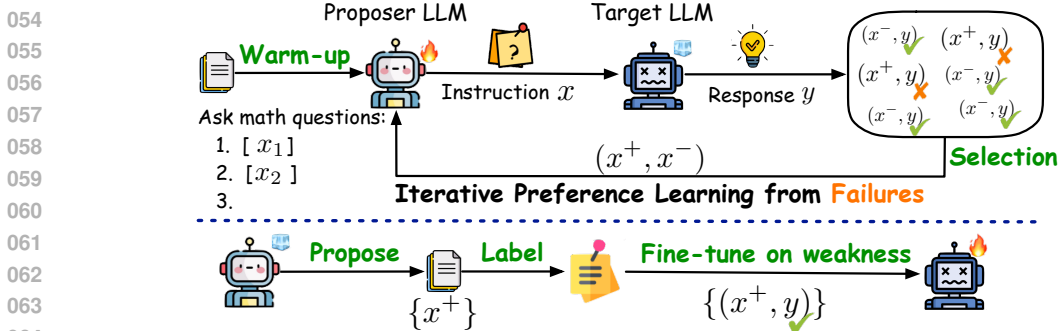 054
055
056
057
058
059
060
061
062
063
Proposer LLM
Target LLM
Warm-up
?
Instruction x
Response y
(x⁻, y)
(x⁺, y)
(x⁺, y)
(x⁻, y)
(x⁻, y)
(x⁻, y)
Ask math questions:
1. [ x₁]
2. [x₂ ]
3.
(x⁺, x⁻)
Selection
Iterative Preference Learning from Failures
Propose
Label
Fine-tune on weakness
{x⁺}
{(x⁺, y)}